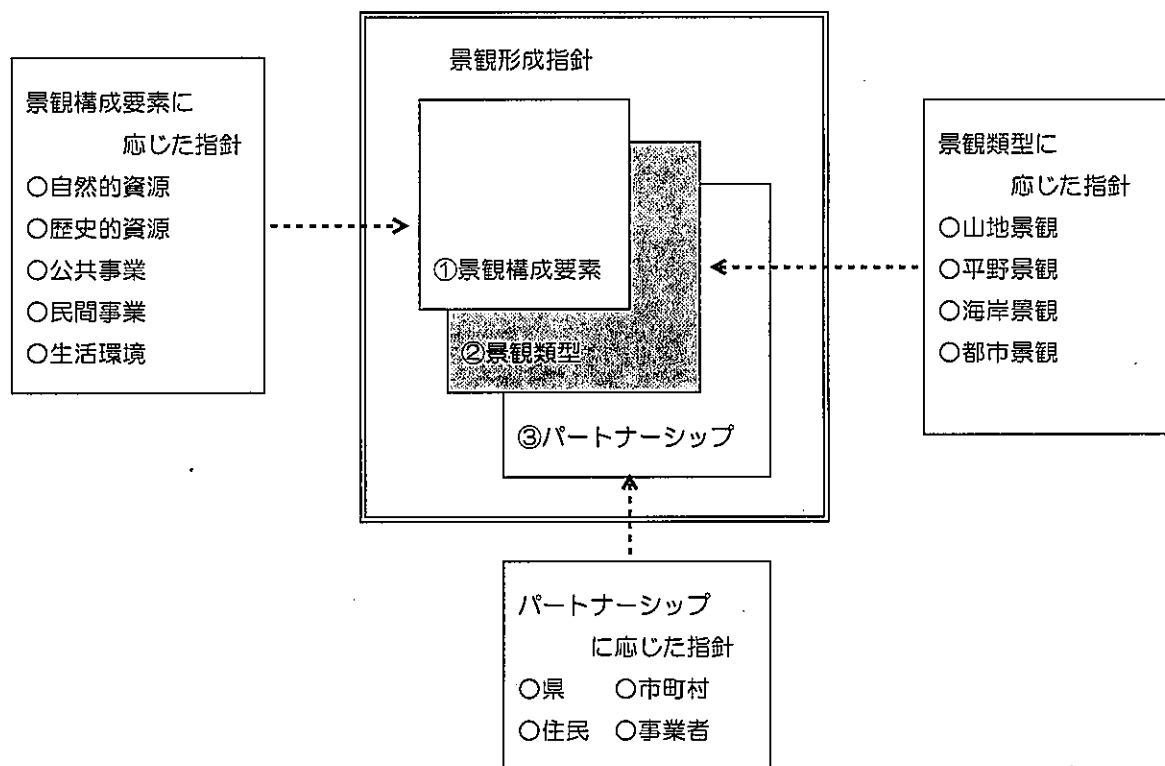 景観形成指針
景観構成要素に
応じた指針
○自然的資源
○歴史的資源
○公共事業
○民間事業
○生活環境
①景観構成要素
②景観類型
③パートナーシップ
景観類型に
応じた指針
○山地景観
○平野景観
○海岸景観
○都市景観
パートナーシップ
に応じた指針
○県　○市町村
○住民　○事業者